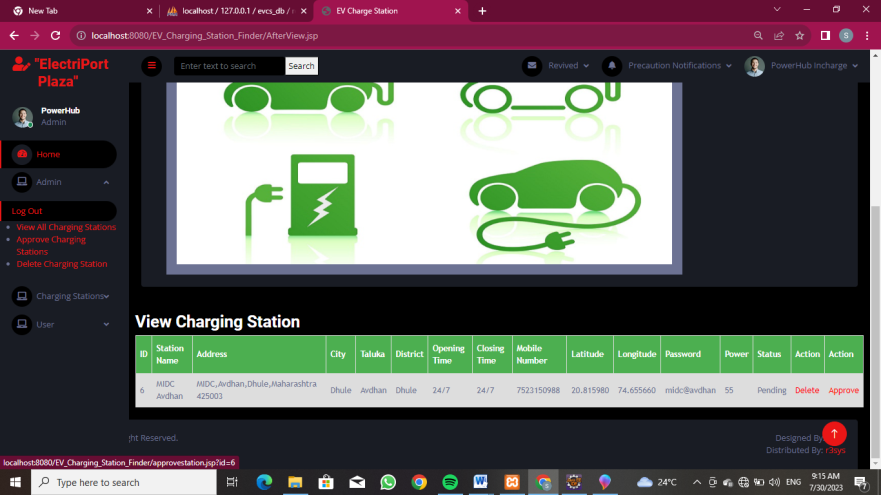 New Tab
localhost / 127.0.0.1 / evcs_db /
EV Charge Station
localhost:8080/EV_Charging_Station_Finder/AfterView.jsp
S
"ElectriPort
Plaza"
Enter text to search
Search
Revived
Precaution Notifications
PowerHub Incharge
PowerHub
Admin
Home
Admin
Log Out
View All Charging Stations
Approve Charging
Stations
Delete Charging Station
Charging Stations
User
View Charging Station
ID Station Name Address City Taluka District Opening Time Closing Time Mobile Number Latitude Longitude Password Power Status Action Action
6 MIDC Avdhan MIDC,Avdhan,Dhule,Maharashtra 425003 Dhule Avdhan Dhule 24/7 24/7 7523150988 20.815980 74.655660 midc@avdhan 55 Pending Delete Approve
ght Reserved.
Designed By
Distributed By: r3sys
localhost:8080/EV_Charging_Station_Finder/approvestation.jsp?id=6
Type here to search
24°C
ENG
9:15 AM
7/30/2023